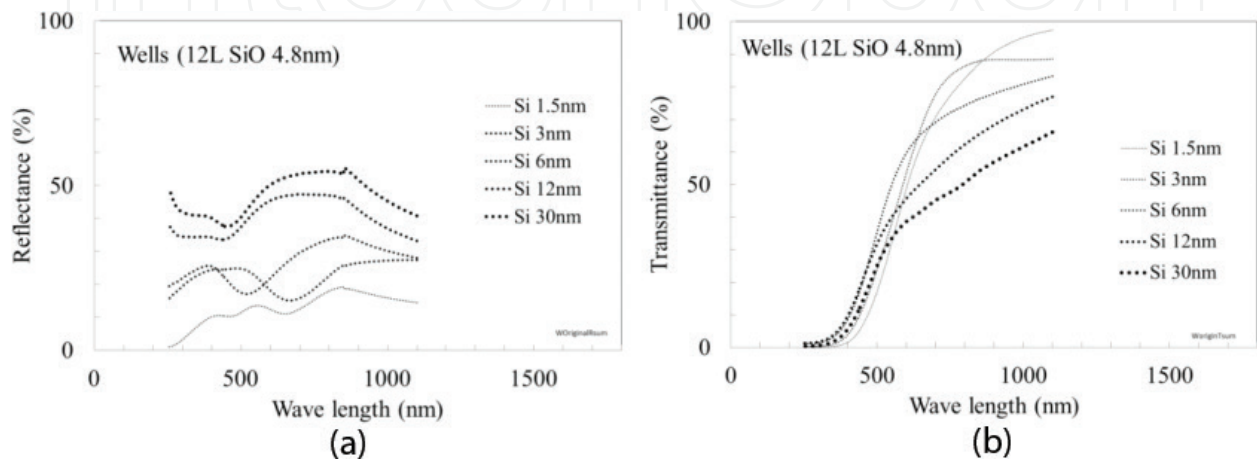 100
Wells (12L SiO 4.8nm)
Si 1.5nm
Si 3nm
Si 6nm
Si 12nm
Si 30nm
Reflectance (%)
50
0
WOriginalRsum
0 500 1000 1500
Wave length (nm)
(a)
100
Wells (12L SiO 4.8nm)
Si 1.5nm
Si 3nm
Si 6nm
Si 12nm
Si 30nm
Transmittance (%)
50
0
WoriginTsum
0 500 1000 1500
Wave length (nm)
(b)